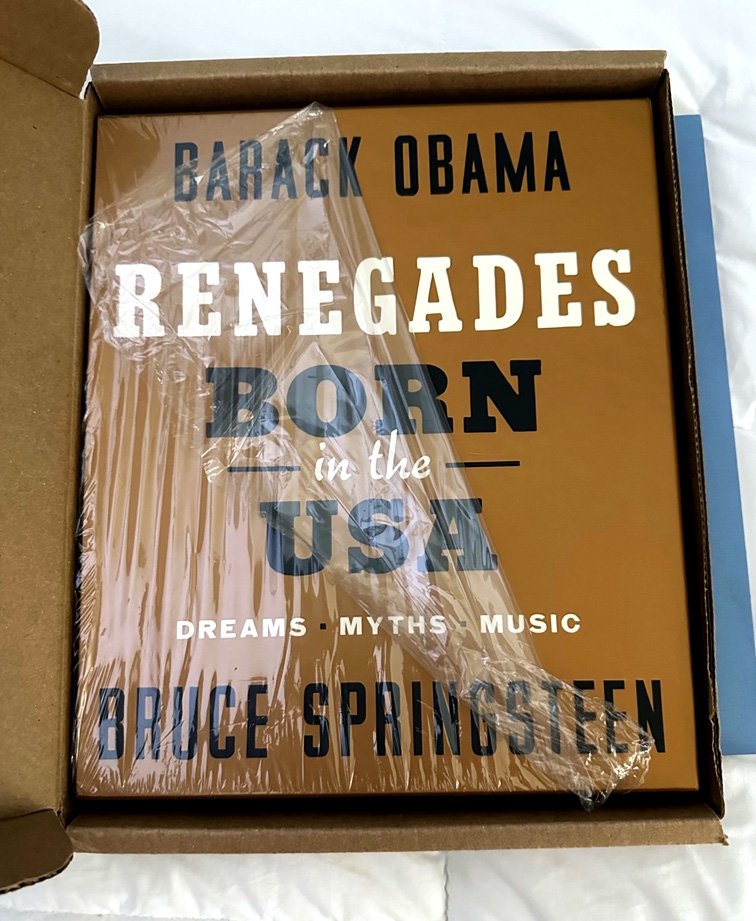 BARACK OBAMA
RENEGADES
BORN
in the
USA
DREAMS · MYTHS · MUSIC
BRUCE SPRINGSTEEN